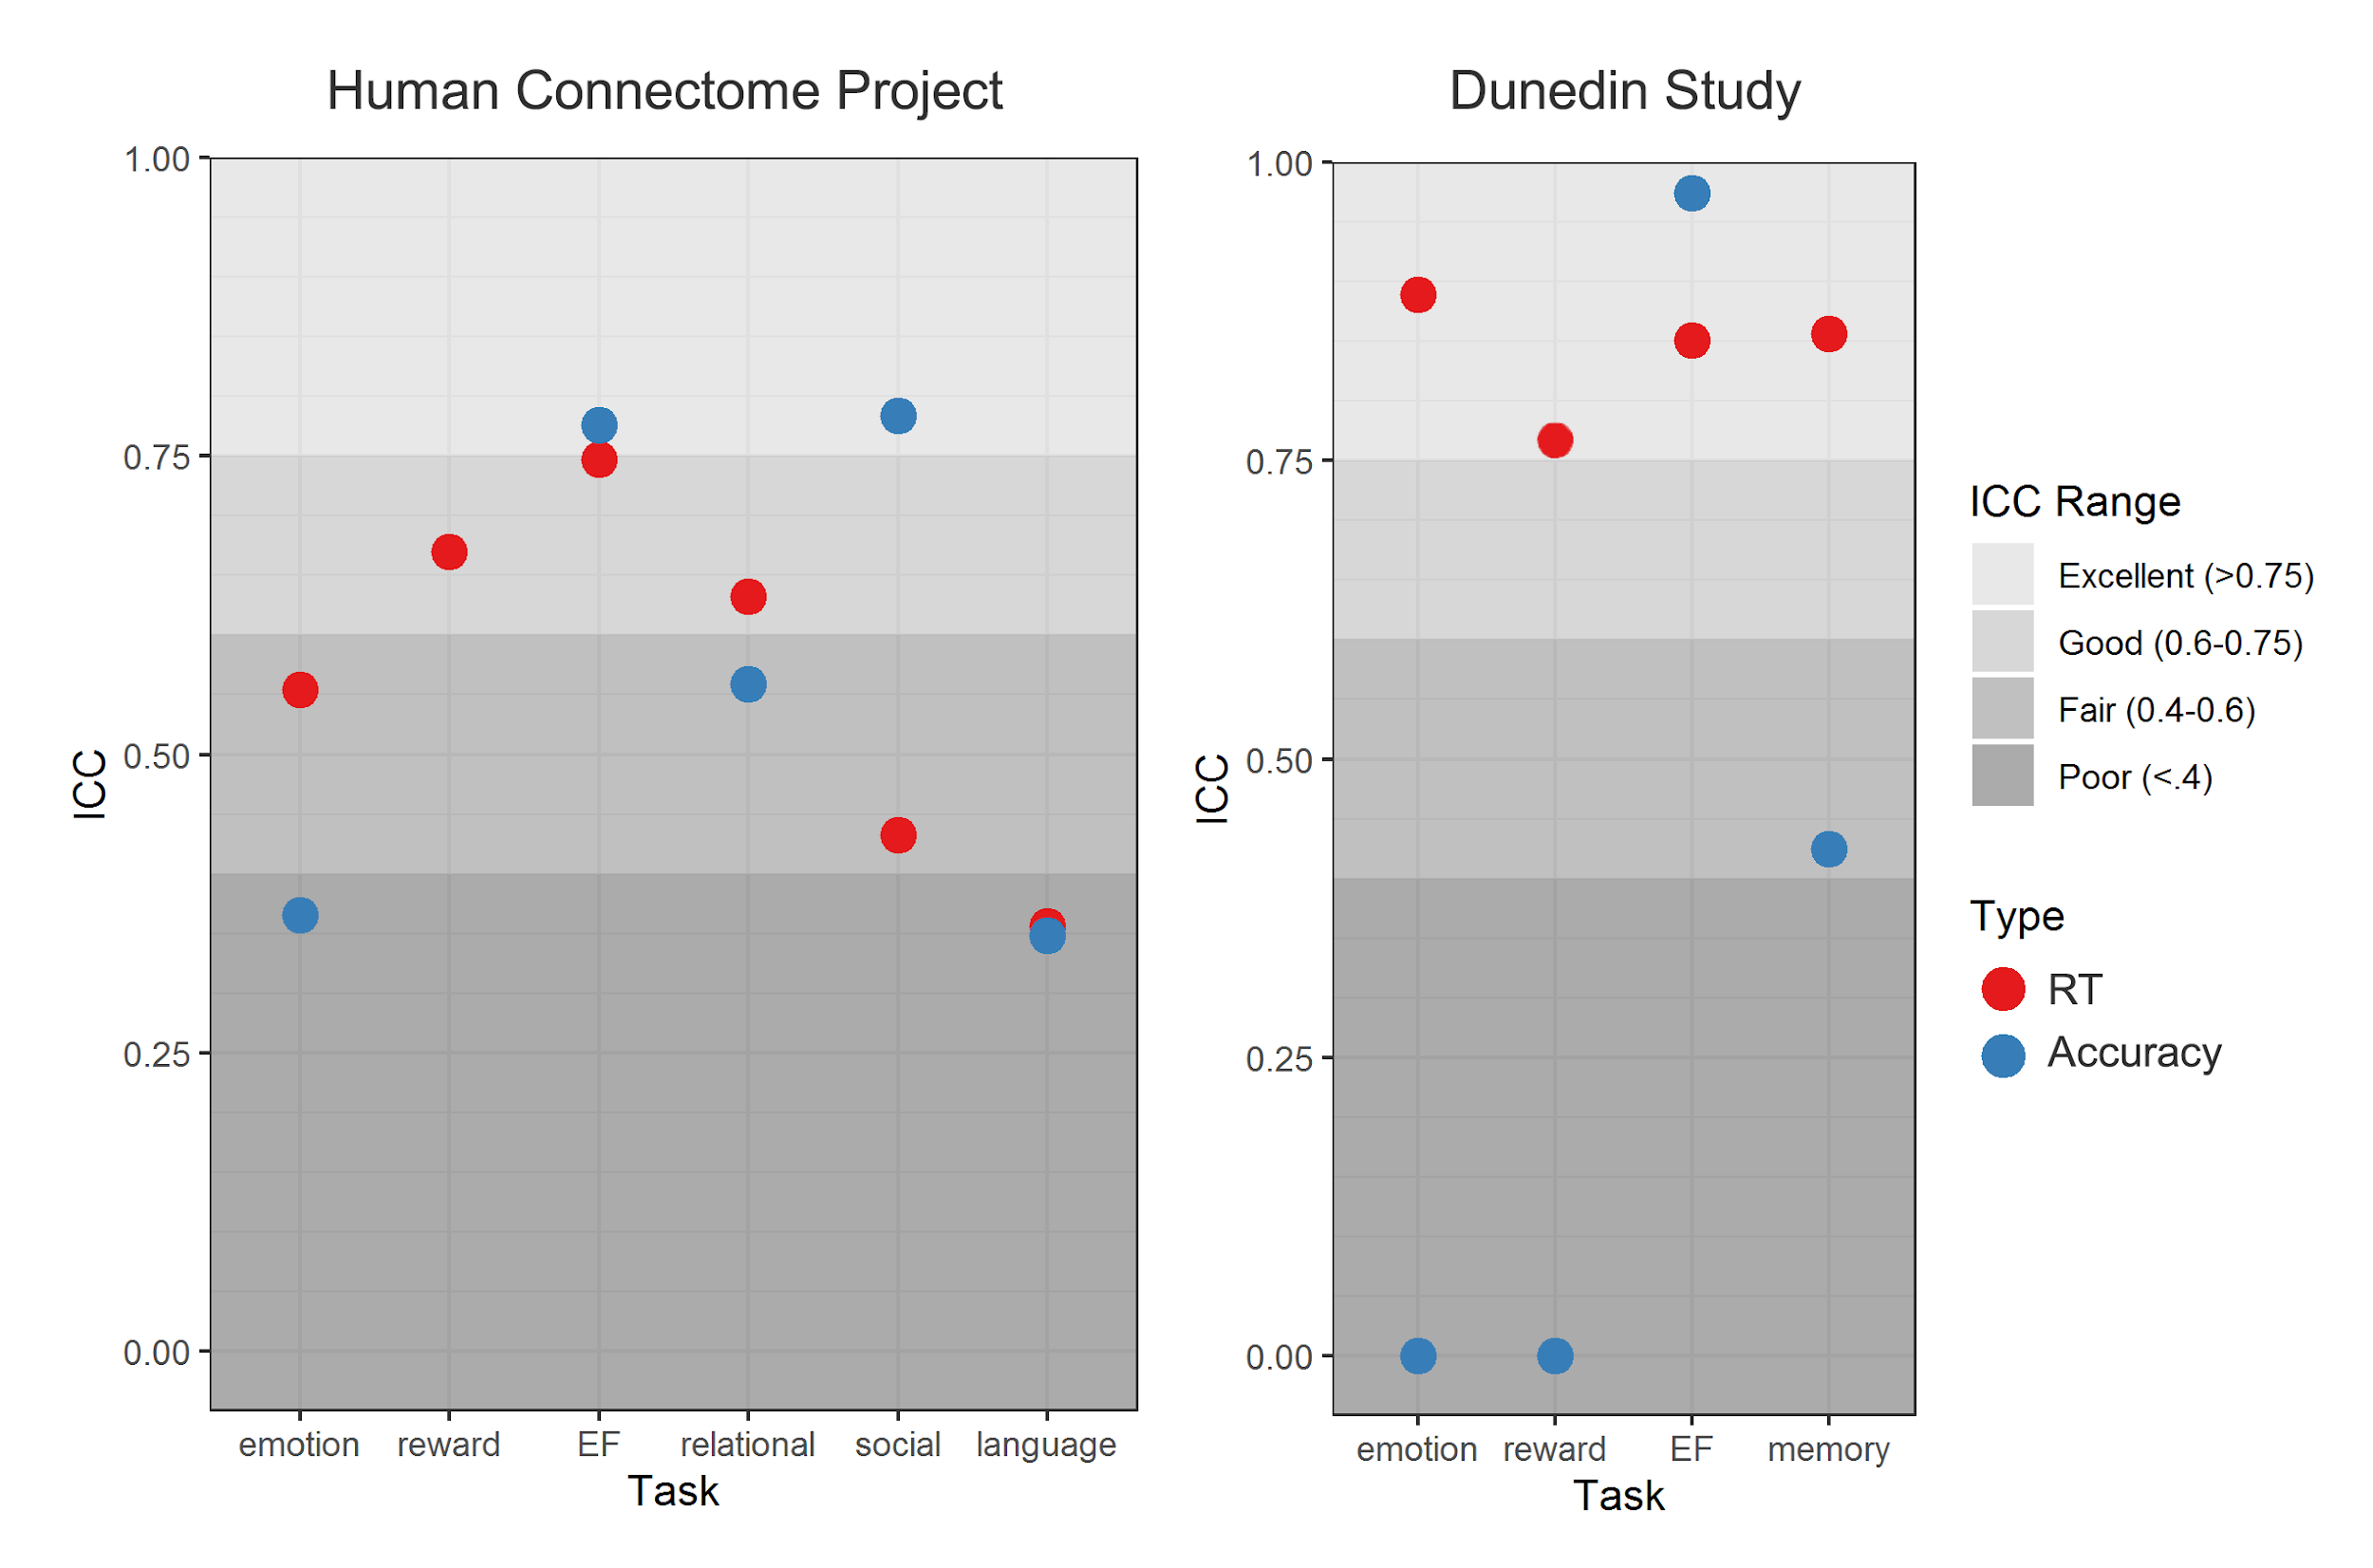 Human Connectome Project
1.00
0.75
0.50
0.25
0.00
ICC
emotion reward EF relational social language
Task
Dunedin Study
1.00
0.75
0.50
0.25
0.00
ICC
emotion reward EF memory
Task
ICC Range
Excellent (>0.75)
Good (0.6-0.75)
Fair (0.4-0.6)
Poor (<.4)
Type
RT
Accuracy